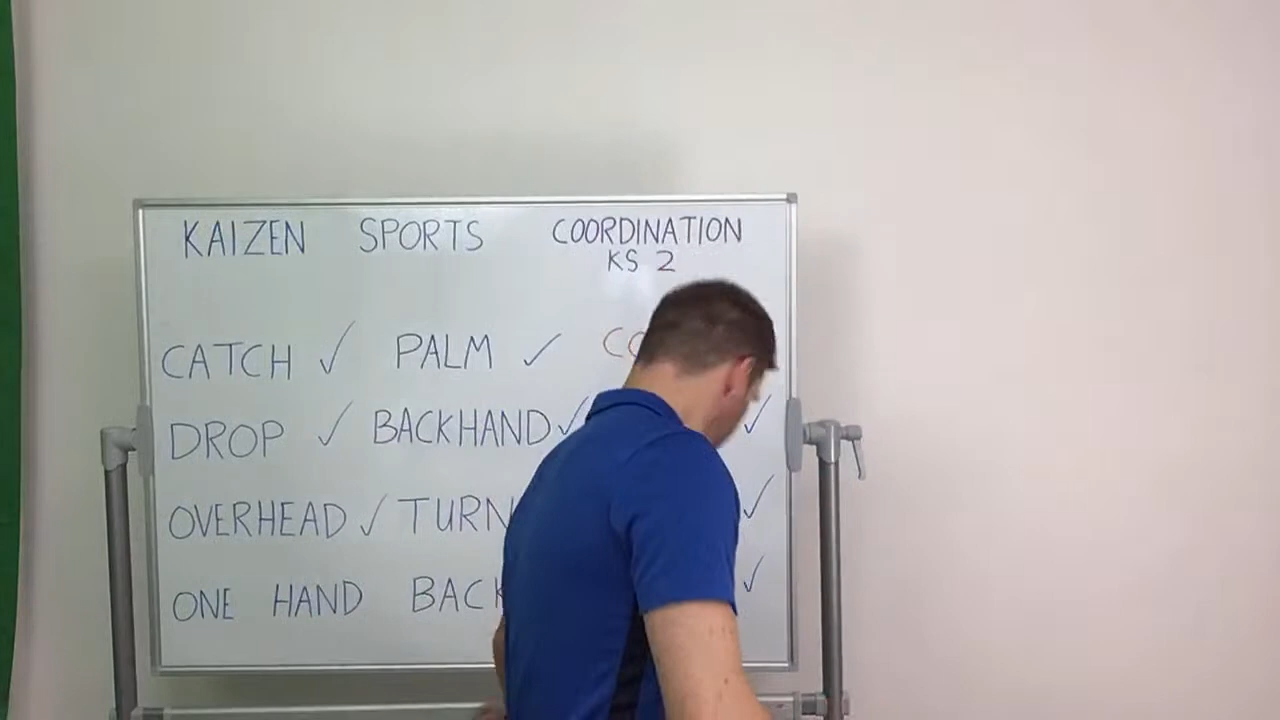 KAIZEN SPORTS COORDINATION
KS 2
CATCH ✓ PALM ✓
DROP ✓ BACKHAND ✓ ✓
OVERHEAD ✓ TURN ✓
ONE HAND BACK ✓